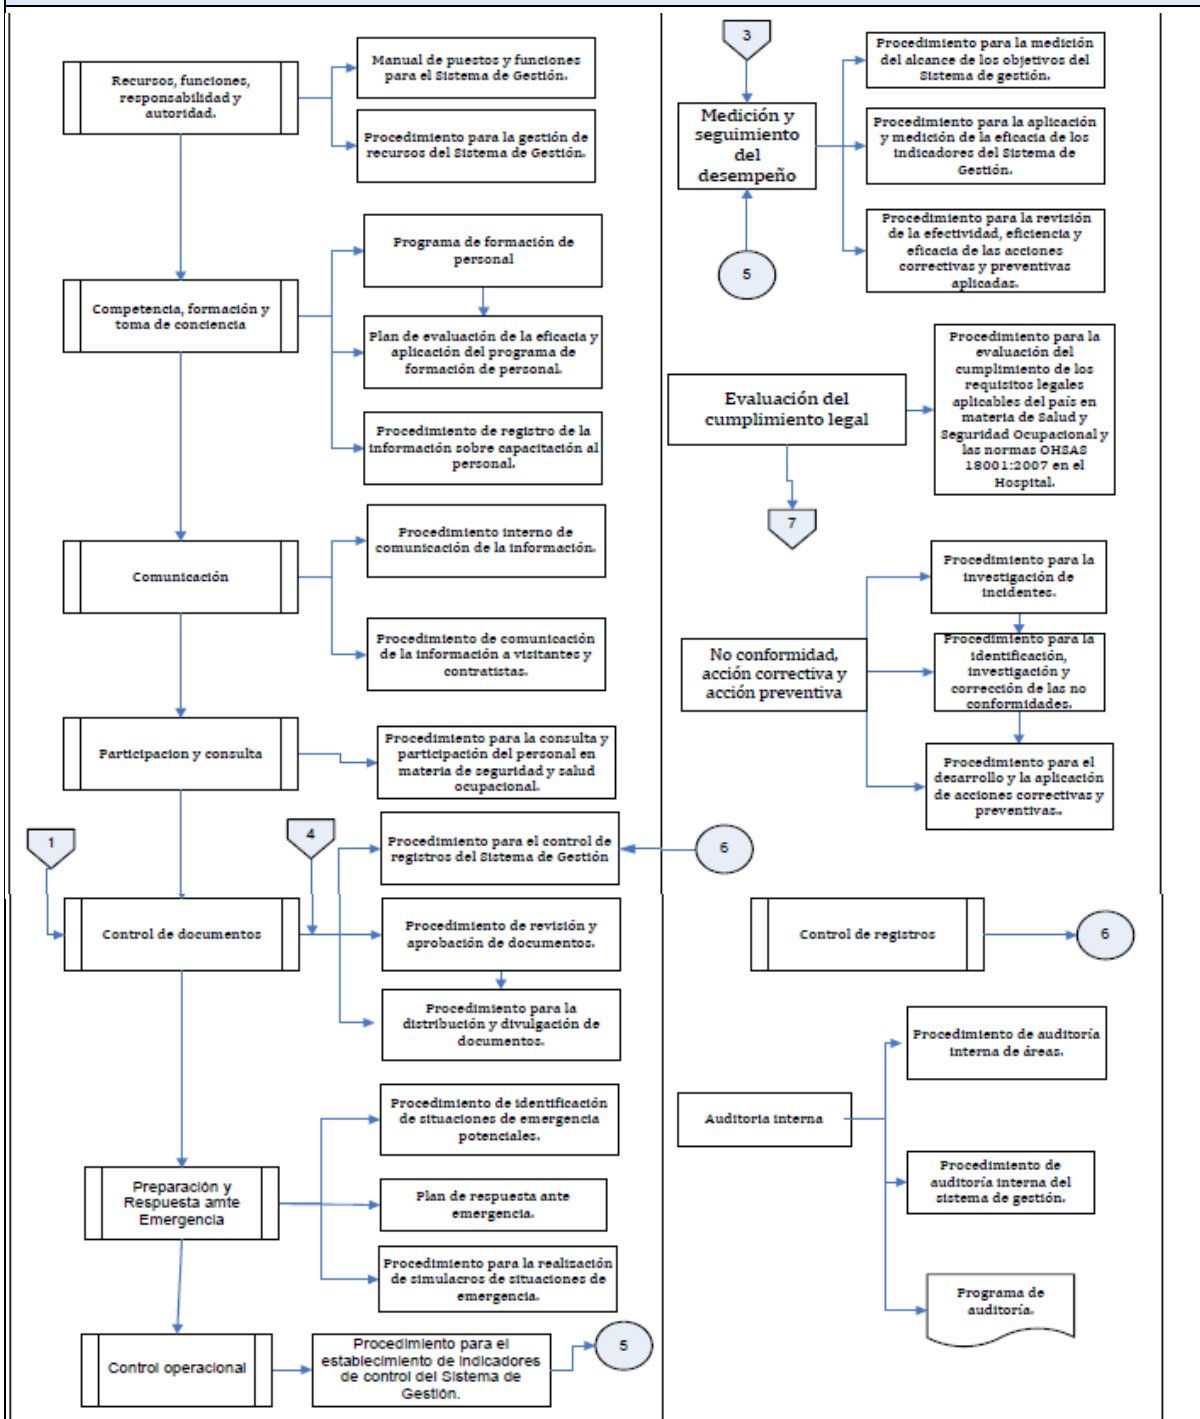 Recursos, funciones,
responsabilidad y
autoridad.
Manual de puestos y funciones
para el Sistema de Gestión.
Procedimiento para la gestión de
recursos del Sistema de Gestión.
Competencia, formación y
toma de conciencia
Programa de formación de
personal
Plan de evaluación de la eficacia y
aplicación del programa de
formación de personal.
Procedimiento de registro de la
información sobre capacitación al
personal.
Comunicación
Procedimiento interno de
comunicación de la información.
Procedimiento de comunicación
de la información a visitantes y
contratistas.
Participacion y consulta
Procedimiento para la consulta y
participación del personal en
materia de seguridad y salud
ocupacional.
1
4
Procedimiento para el control de
registros del Sistema de Gestión
Control de documentos
Procedimiento de revisión y
aprobación de documentos.
Procedimiento para la
distribución y divulgación de
documentos.
Procedimiento de identificación
de situaciones de emergencia
potenciales.
Preparación y
Respuesta amte
Emergencia
Plan de respuesta ante
emergencia.
Procedimiento para la realización
de simulacros de situaciones de
emergencia.
Control operacional
Procedimiento para el
establecimiento de indicadores
de control del Sistema de
Gestión.
5
3
Medición y
seguimiento
del
desempeño
5
Procedimiento para la medición
del alcance de los objetivos del
Sistema de gestión.
Procedimiento para la aplicación
y medición de la eficacia de los
indicadores del Sistema de
Gestión.
Procedimiento para la revisión
de la efectividad, eficiencia y
eficacia de las acciones
correctivas y preventivas
aplicadas.
Evaluación del
cumplimiento legal
Procedimiento para la
evaluación del
cumplimiento de los
requisitos legales
aplicables del país en
materia de Salud y
Seguridad Ocupacional y
las normas OHSAS
18001:2007 en el
Hospital.
7
No conformidad,
acción correctiva y
acción preventiva
Procedimiento para la
investigación de
incidentes.
Procedimiento para la
identificación,
investigación y
corrección de las no
conformidades.
Procedimiento para el
desarrollo y la aplicación
de acciones correctivas y
preventivas..
6
Control de registros
6
Auditoria interna
Procedimiento de auditoría
interna de áreas.
Procedimiento de
auditoría interna del
sistema de gestión.
Programa de
auditoría.